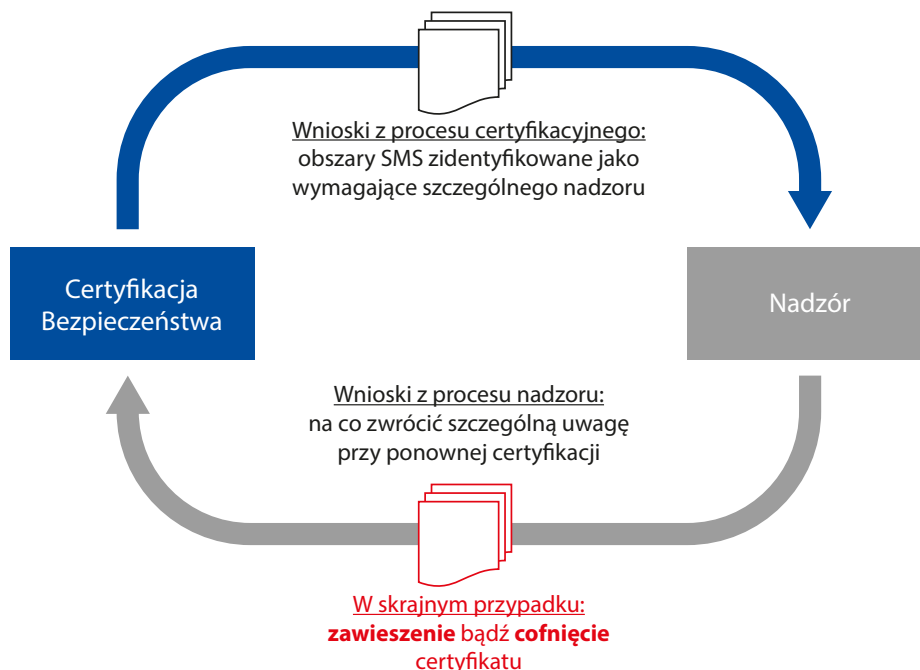 Wnioski z procesu certyfikacyjnego:
obszary SMS zidentyfikowane jako
wymagające szczególnego nadzoru
Certyfikacja
Bezpieczeństwa
Nadzór
Wnioski z procesu nadzoru:
na co zwrócić szczególną uwagę
przy ponownej certyfikacji
W skrajnym przypadku:
zawieszenie bądź cofnięcie
certyfikatu